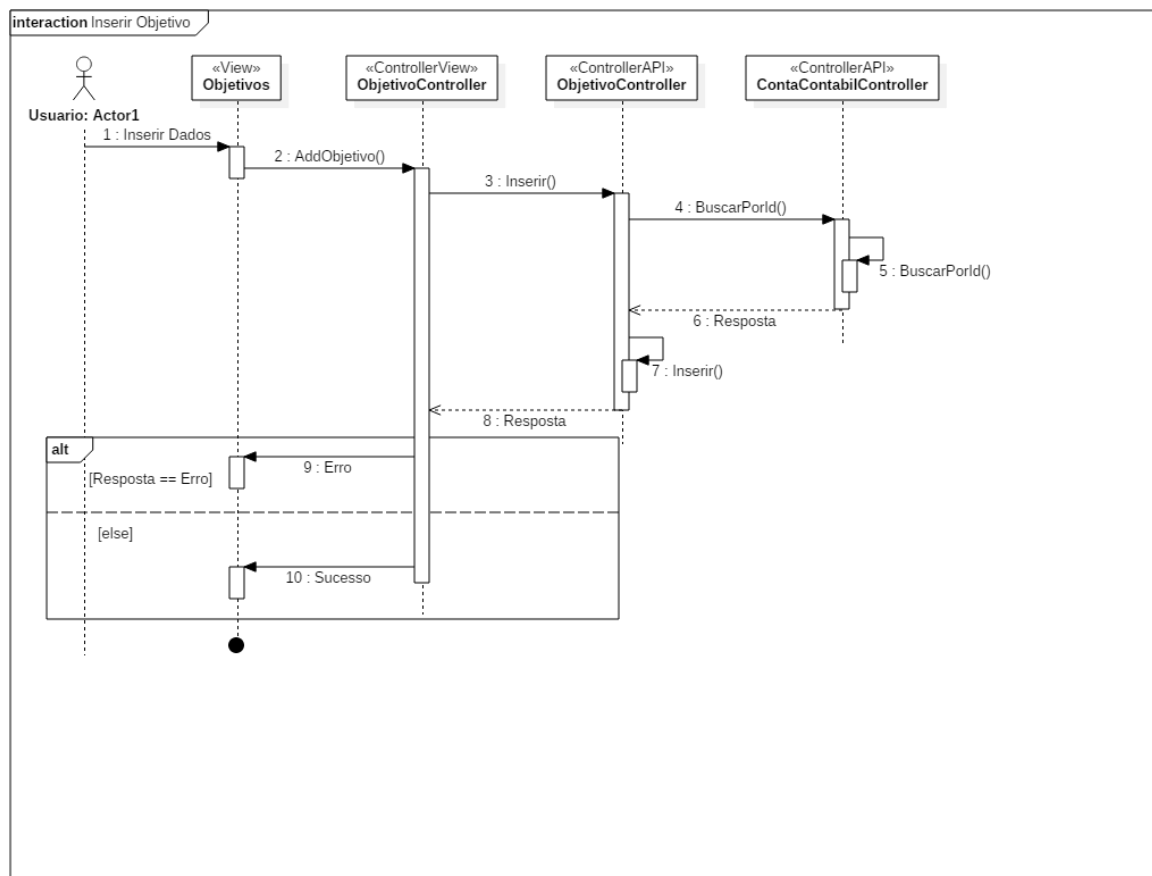 interaction Inserir Objetivo
«View»
Objetivos
«ControllerView»
ObjetivoController
«ControllerAPI»
ObjetivoController
«ControllerAPI»
ContaContabilController
Usuario: Actor1
1 : Inserir Dados
2 : AddObjetivo()
3 : Inserir()
4 : BuscarPorId()
5 : BuscarPorId()
6 : Resposta
7 : Inserir()
8 : Resposta
alt
9 : Erro
[Resposta == Erro]
[else]
10 : Sucesso